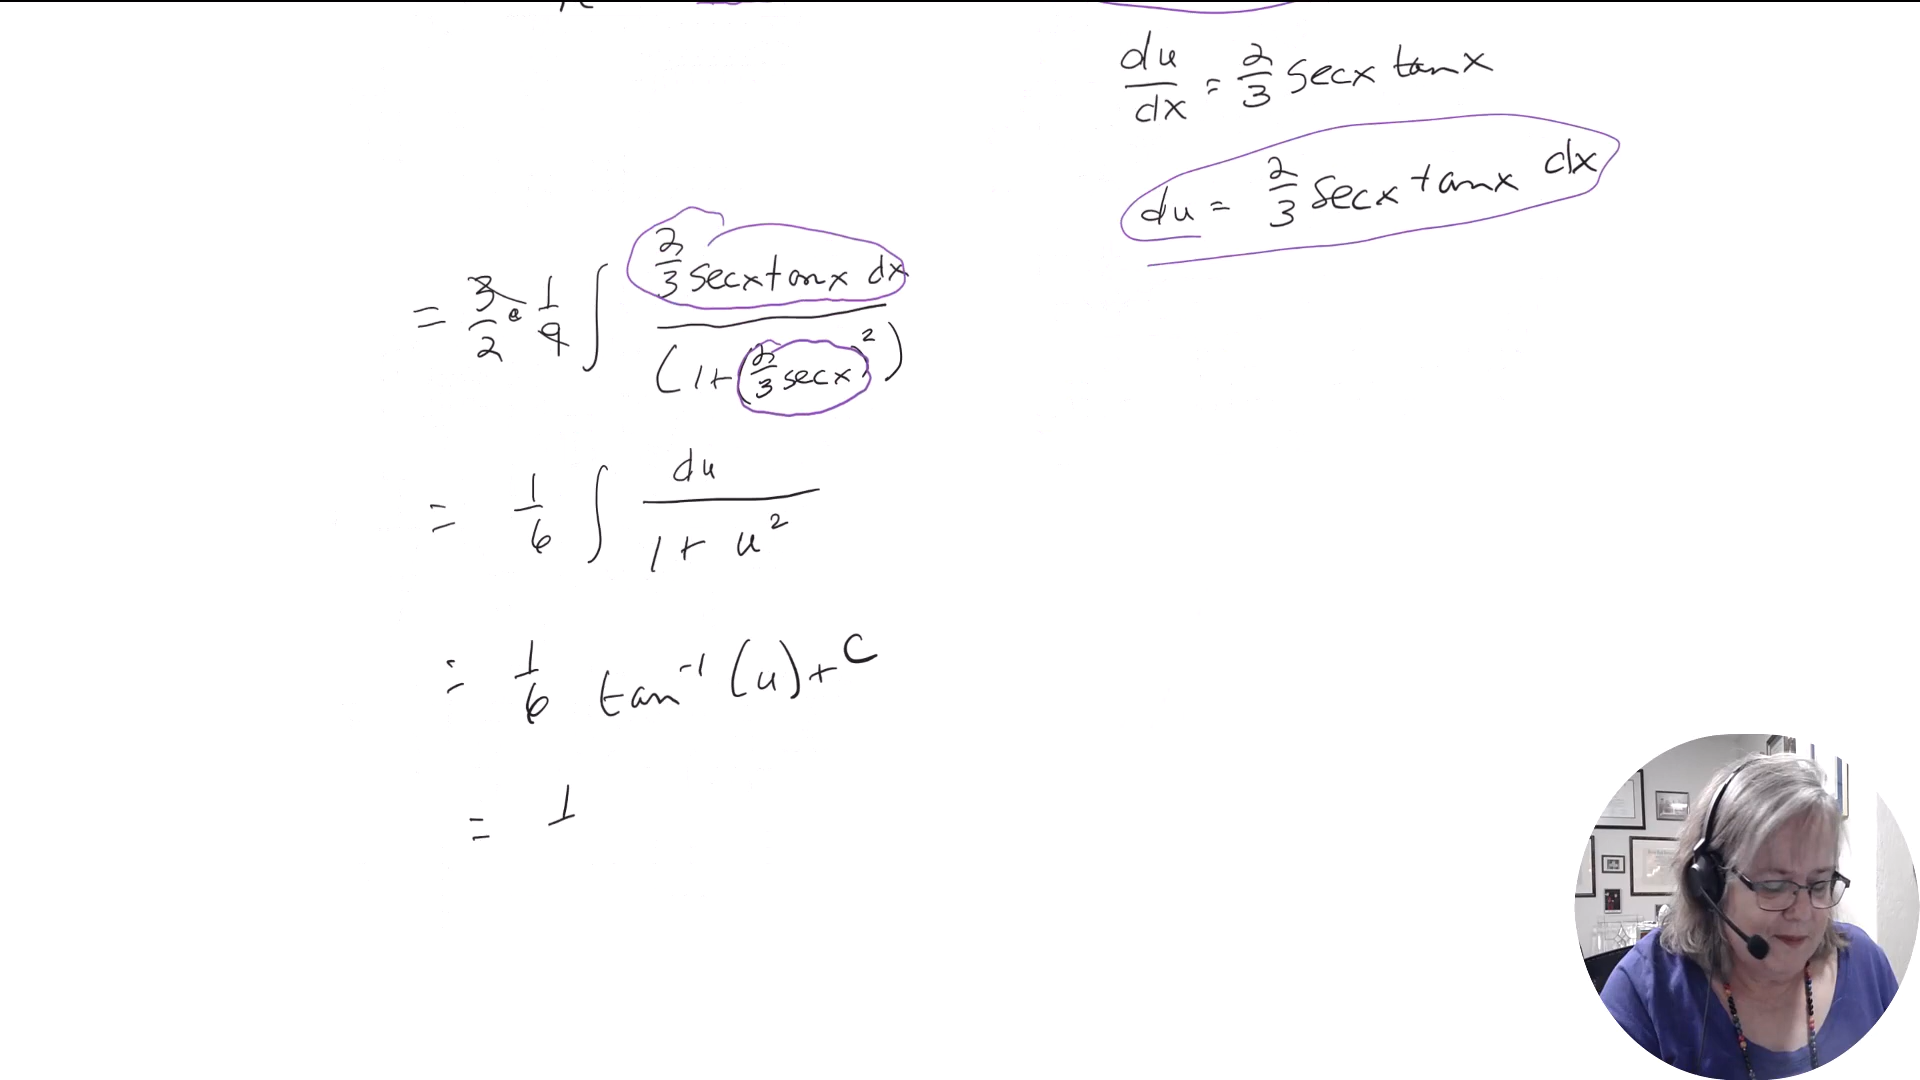 du/dx = 2/3 secx tanx
du = 2/3 secx tanx dx
= 3/2 • 1/9 ∫ (2/3 secx tanx dx)/(1+(2/3 secx)²)
= 1/6 ∫ du/(1+u²)
= 1/6 tan⁻¹(u)+C
= 1